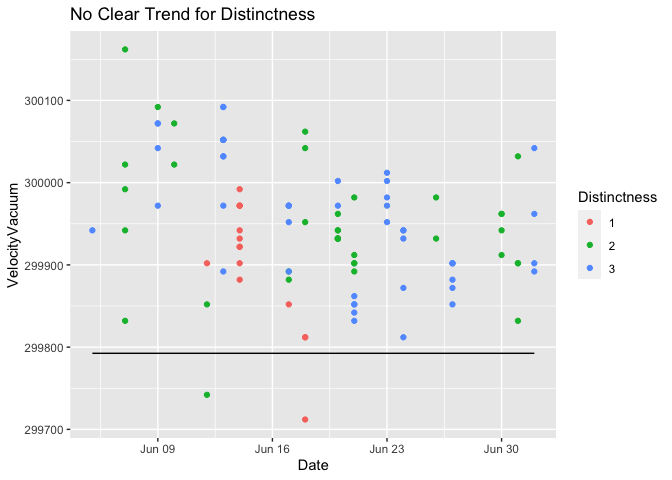 No Clear Trend for Distinctness
VelocityVacuum
300100
300000
299900
299800
299700
Jun 09
Jun 16
Jun 23
Jun 30
Date
Distinctness
1
2
3